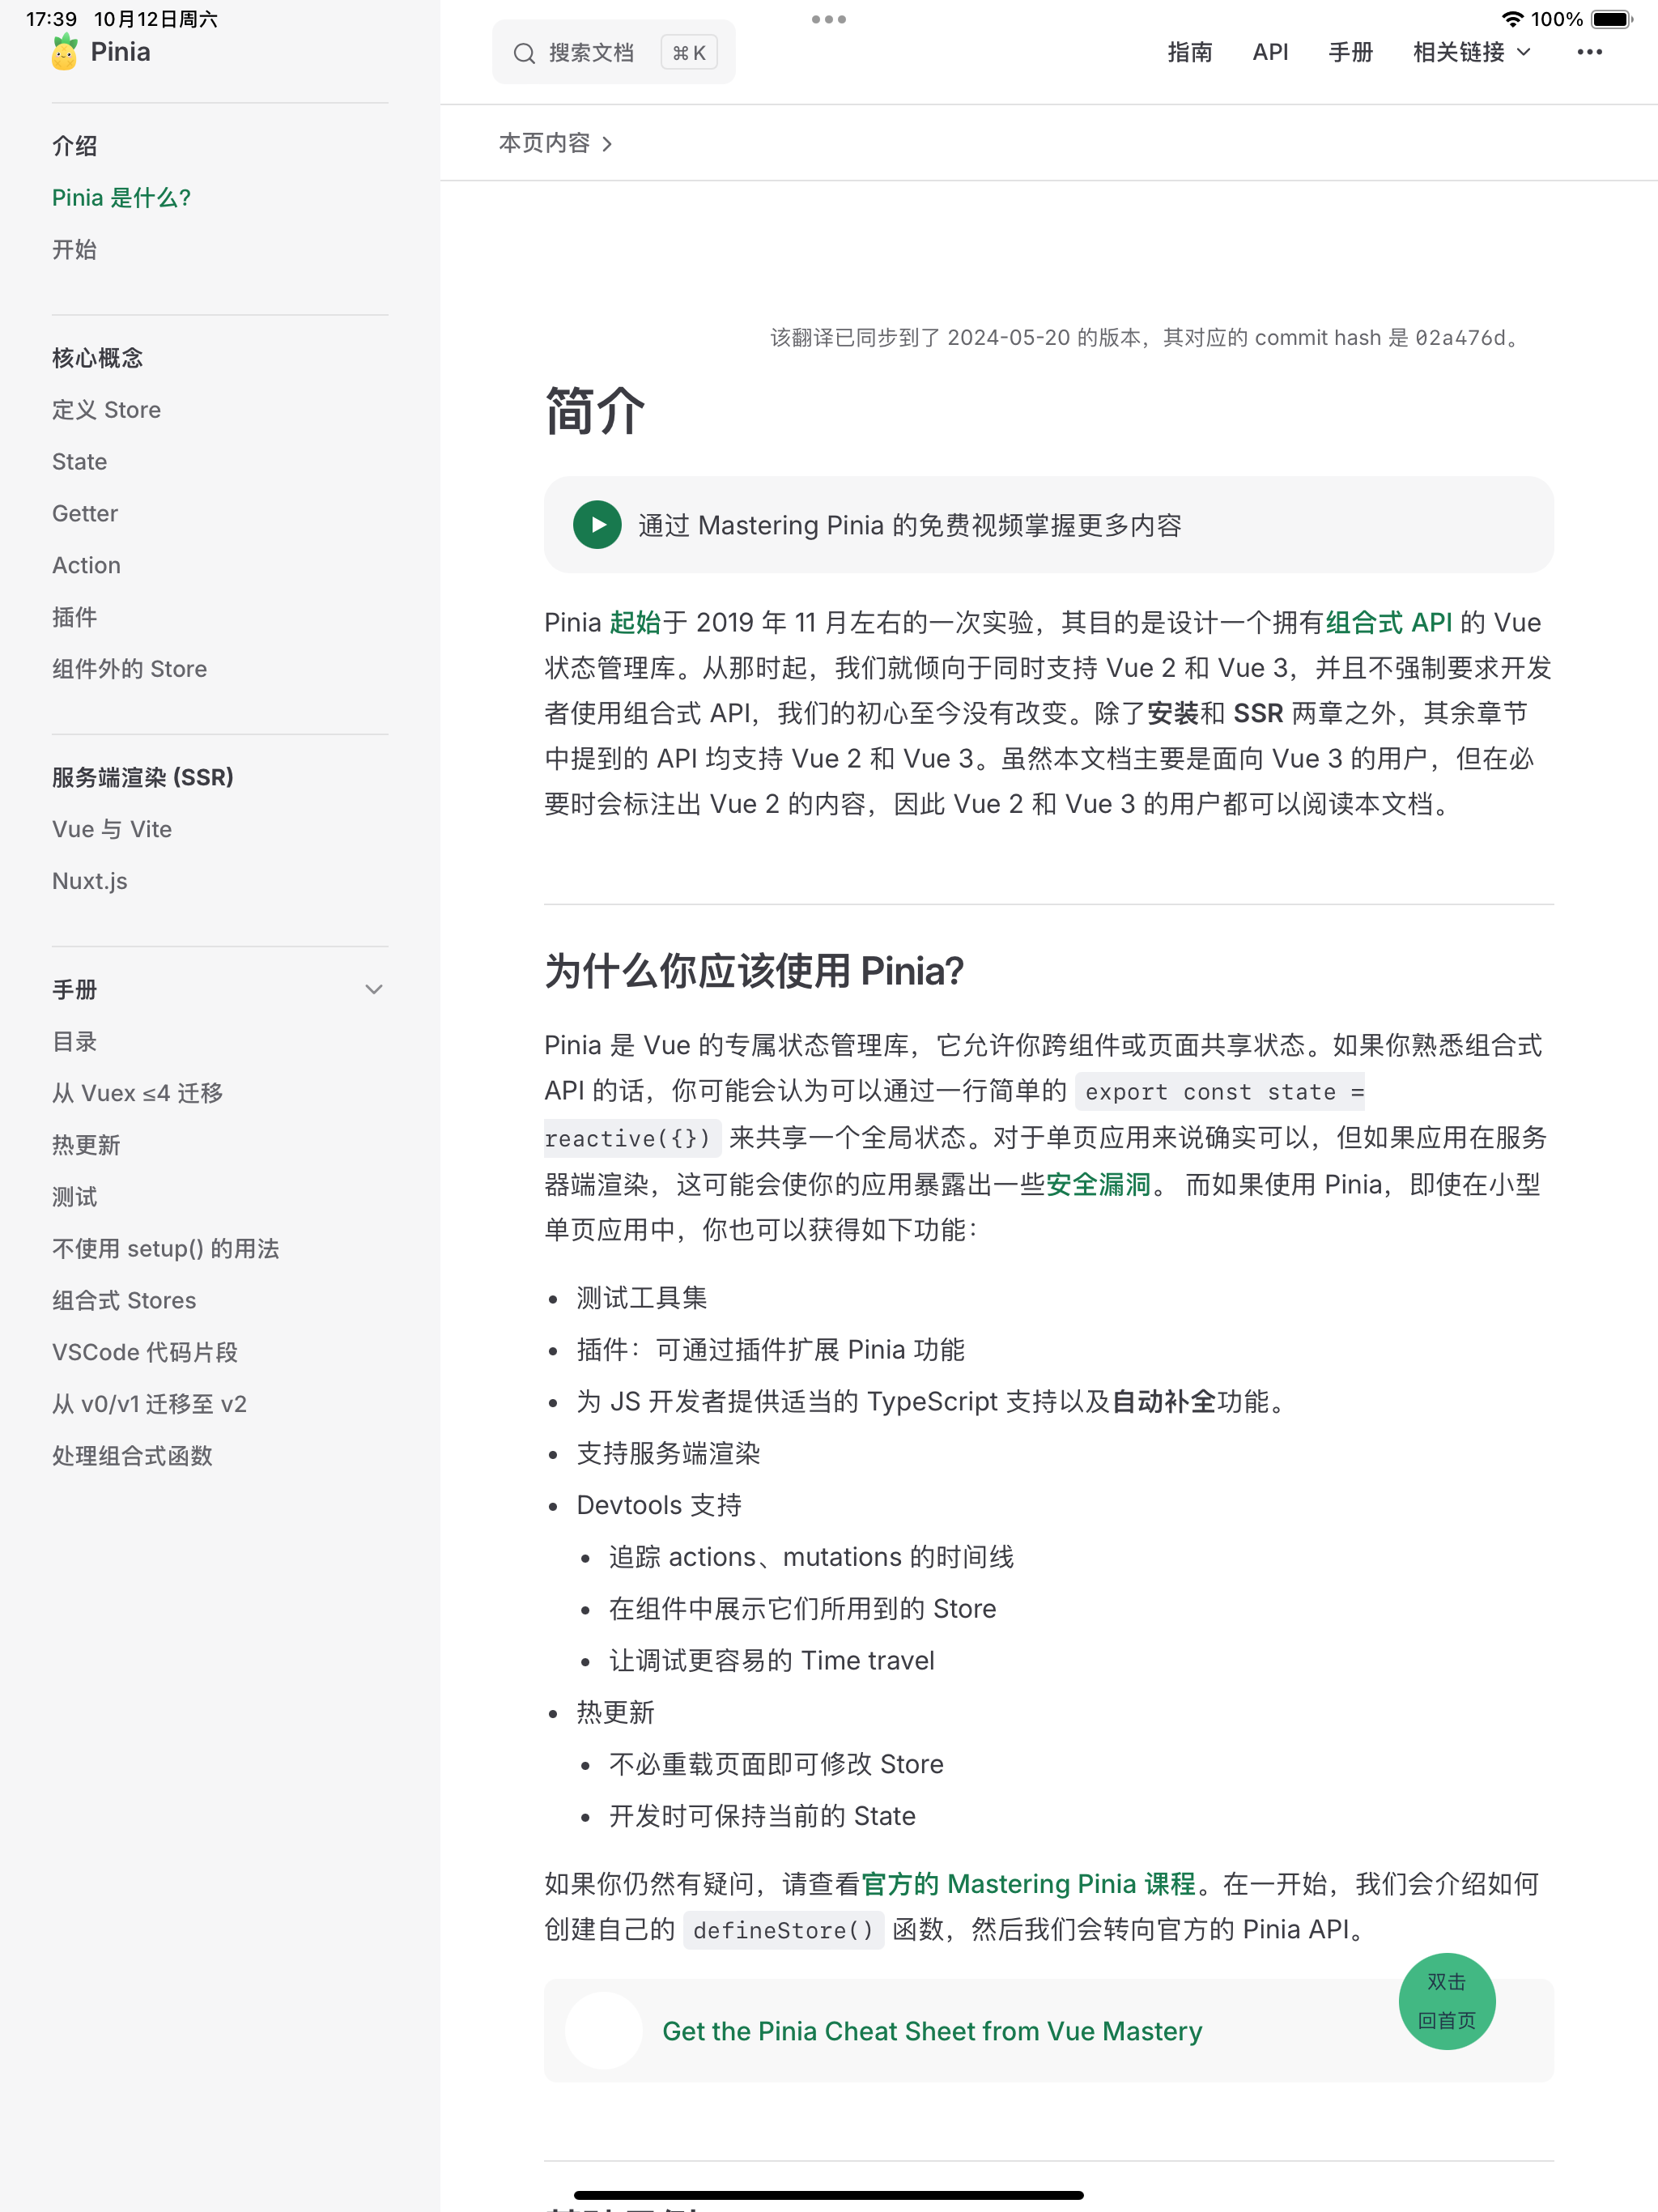 17:39 10月12日周六
100%
Pinia
搜索文档 ⌘ K
指南 API 手册 相关链接
介绍
Pinia 是什么?
开始
核心概念
定义 Store
State
Getter
Action
插件
组件外的 Store
服务端渲染 (SSR)
Vue 与 Vite
Nuxt.js
手册
目录
从 Vuex ≤4 迁移
热更新
测试
不使用 setup() 的用法
组合式 Stores
VSCode 代码片段
从 v0/v1 迁移至 v2
处理组合式函数
本页内容
该翻译已同步到了 2024-05-20 的版本，其对应的 commit hash 是 02a476d。
简介
通过 Mastering Pinia 的免费视频掌握更多内容
Pinia 起始于 2019 年 11 月左右的一次实验，其目的是设计一个拥有组合式 API 的 Vue
状态管理库。从那时起，我们就倾向于同时支持 Vue 2 和 Vue 3，并且不强制要求开发
者使用组合式 API，我们的初心至今没有改变。除了安装和 SSR 两章之外，其余章节
中提到的 API 均支持 Vue 2 和 Vue 3。虽然本文档主要是面向 Vue 3 的用户，但在必
要时会标注出 Vue 2 的内容，因此 Vue 2 和 Vue 3 的用户都可以阅读本文档。
为什么你应该使用 Pinia?
Pinia 是 Vue 的专属状态管理库，它允许你跨组件或页面共享状态。如果你熟悉组合式
API 的话，你可能会认为可以通过一行简单的 export const state =
reactive({}) 来共享一个全局状态。对于单页应用来说确实可以，但如果应用在服务
器端渲染，这可能会使你的应用暴露出一些安全漏洞。 而如果使用 Pinia，即使在小型
单页应用中，你也可以获得如下功能：
• 测试工具集
• 插件：可通过插件扩展 Pinia 功能
• 为 JS 开发者提供适当的 TypeScript 支持以及自动补全功能。
• 支持服务端渲染
• Devtools 支持
• 追踪 actions、mutations 的时间线
• 在组件中展示它们所用到的 Store
• 让调试更容易的 Time travel
• 热更新
• 不必重载页面即可修改 Store
• 开发时可保持当前的 State
如果你仍然有疑问，请查看官方的 Mastering Pinia 课程。在一开始，我们会介绍如何
创建自己的 defineStore() 函数，然后我们会转向官方的 Pinia API。
Get the Pinia Cheat Sheet from Vue Mastery
双击
回首页